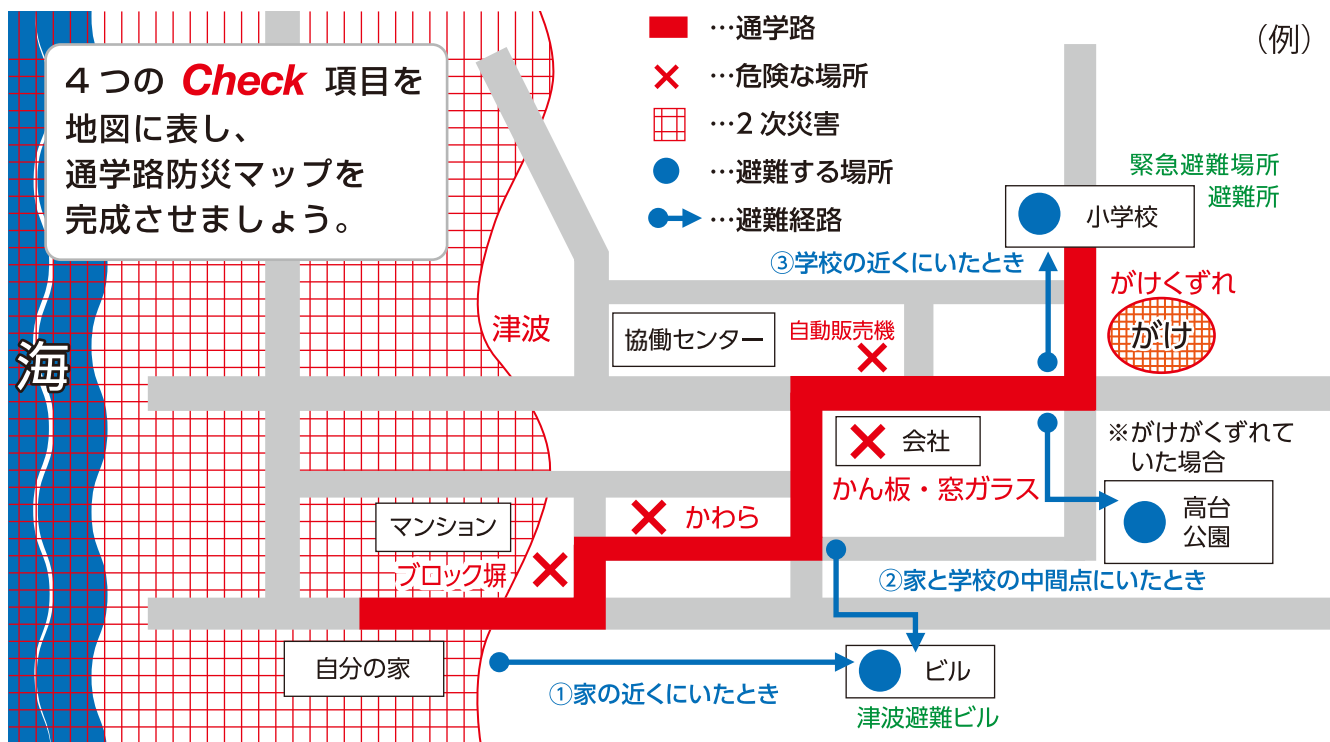 4つの Check 項目を
地図に表し、
通学路防災マップを
完成させましょう。
…通学路
…危険な場所
…2次災害
…避難する場所
…避難経路
（例）
緊急避難場所
避難所
小学校
③学校の近くにいたとき
がけくずれ
がけ
津波
協働センター
自動販売機
海
会社
かん板・窓ガラス
※がけがくずれて
いた場合
高台
公園
マンション
かわら
ブロック塀
②家と学校の中間点にいたとき
自分の家
①家の近くにいたとき
ビル
津波避難ビル